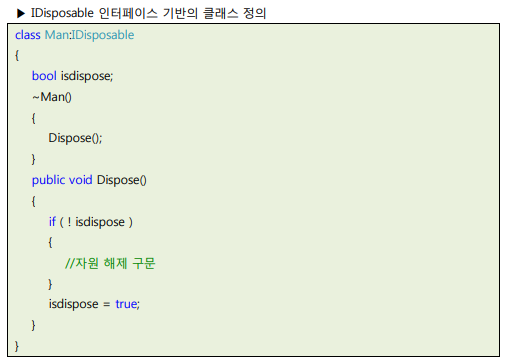 ▶ IDisposable 인터페이스 기반의 클래스 정의
class Man:IDisposable
{
bool isdispose;
~Man()
{
Dispose();
}
public void Dispose()
{
if ( ! isdispose )
{
//자원 해제 구문
}
isdispose = true;
}
}